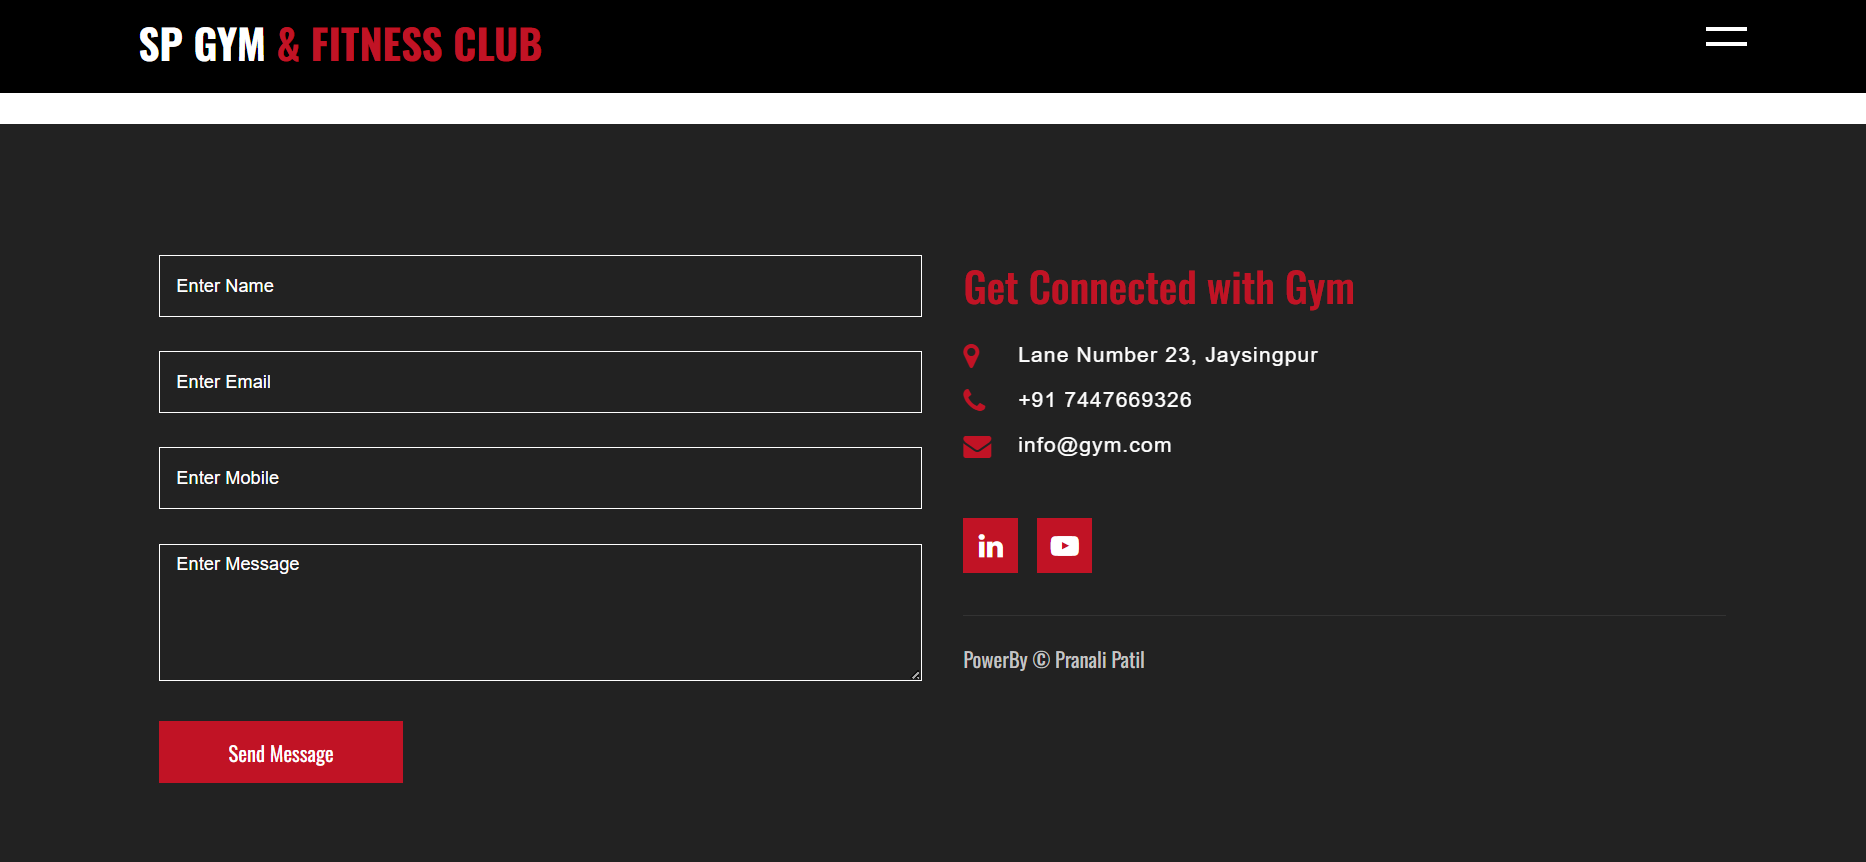 SP GYM & FITNESS CLUB
Enter Name
Enter Email
Enter Mobile
Enter Message
Send Message
Get Connected with Gym
Lane Number 23, Jaysingpur
+91 7447669326
info@gym.com
in
PowerBy © Pranali Patil